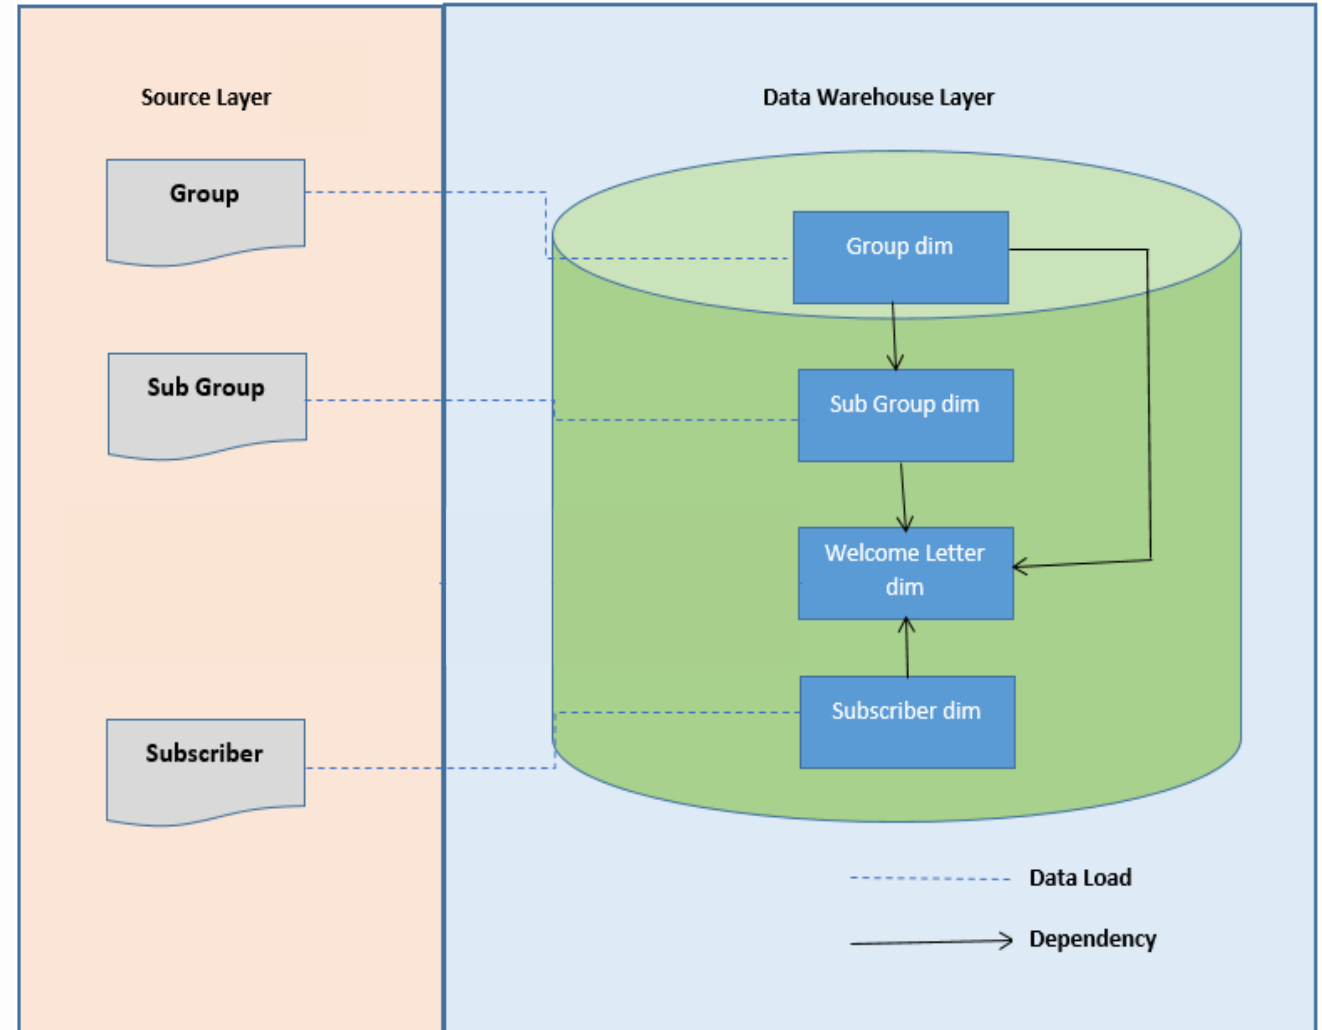 Source Layer
Data Warehouse Layer
Group
Group dim
Sub Group
Sub Group dim
Welcome Letter
dim
Subscriber
Subscriber dim
Data Load
Dependency